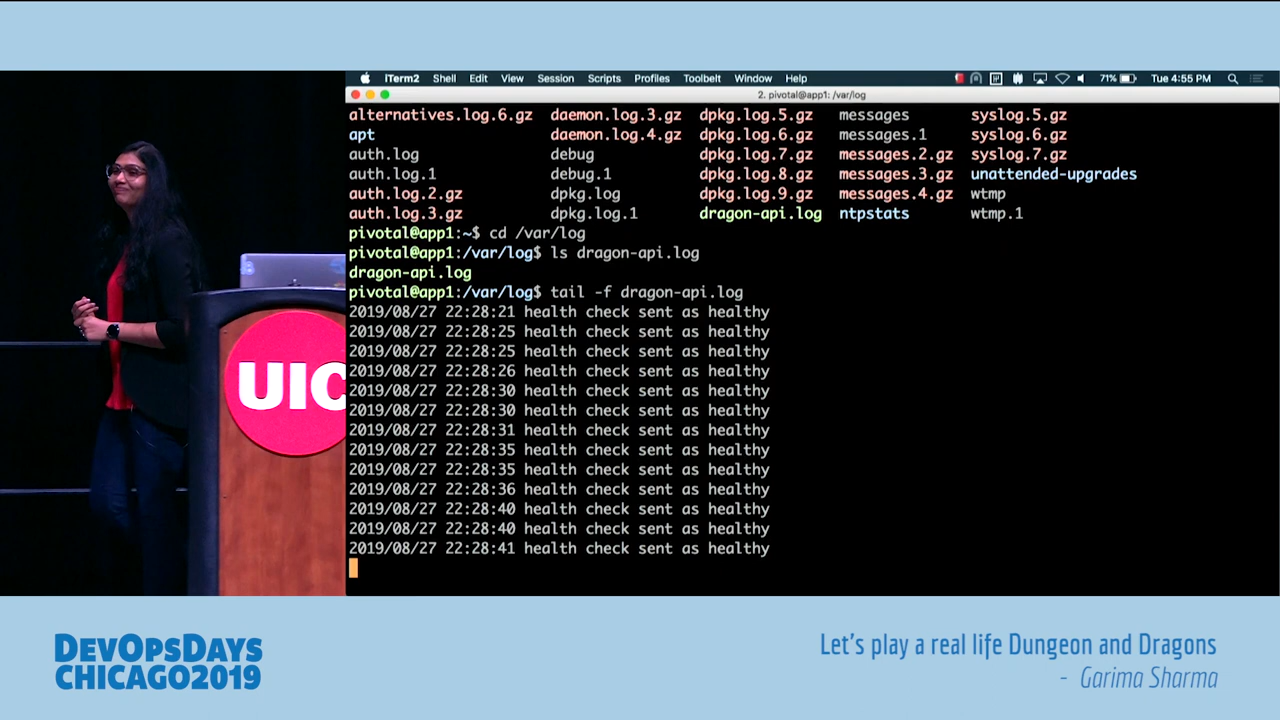 iTerm2 Shell Edit View Session Scripts Profiles Toolbelt Window Help 71% Tue 4:55 PM
2. pivotal@app1: /var/log
alternatives.log.6.gz daemon.log.3.gz dpkg.log.5.gz messages syslog.5.gz
apt daemon.log.4.gz dpkg.log.6.gz messages.1 syslog.6.gz
auth.log debug dpkg.log.7.gz messages.2.gz syslog.7.gz
auth.log.1 debug.1 dpkg.log.8.gz messages.3.gz unattended-upgrades
auth.log.2.gz dpkg.log dpkg.log.9.gz messages.4.gz wtmp
auth.log.3.gz dpkg.log.1 dragon-api.log ntpstats wtmp.1
pivotal@app1:~$ cd /var/log
pivotal@app1:/var/log$ ls dragon-api.log
dragon-api.log
pivotal@app1:/var/log$ tail -f dragon-api.log
2019/08/27 22:28:21 health check sent as healthy
2019/08/27 22:28:25 health check sent as healthy
2019/08/27 22:28:25 health check sent as healthy
2019/08/27 22:28:26 health check sent as healthy
2019/08/27 22:28:30 health check sent as healthy
2019/08/27 22:28:30 health check sent as healthy
2019/08/27 22:28:31 health check sent as healthy
2019/08/27 22:28:35 health check sent as healthy
2019/08/27 22:28:35 health check sent as healthy
2019/08/27 22:28:36 health check sent as healthy
2019/08/27 22:28:40 health check sent as healthy
2019/08/27 22:28:40 health check sent as healthy
2019/08/27 22:28:41 health check sent as healthy
UIC
DevOpsDays
CHICAGO2019
Let's play a real life Dungeon and Dragons
- Garima Sharma